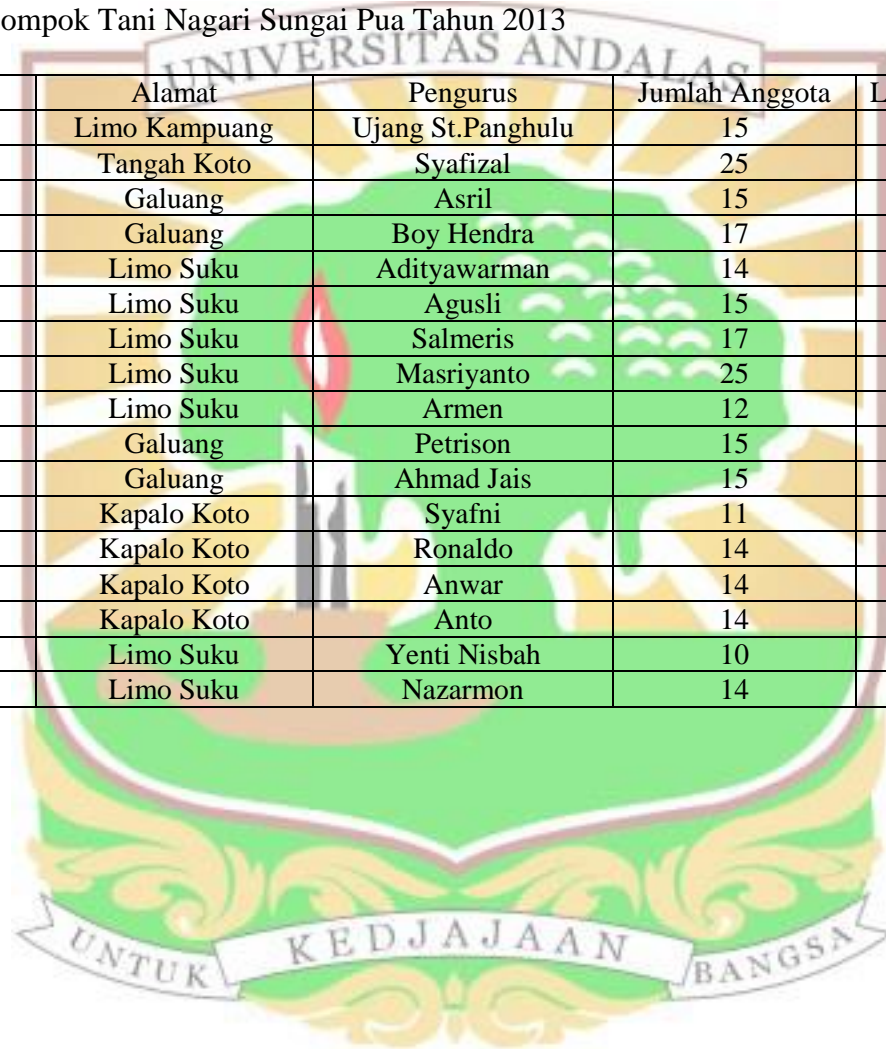 ompok Tani Nagari Sungai Pua Tahun 2013
UNIVERSITAS ANDALAS
Alamat Pengurus Jumlah Anggota L
Limo Kampuang Ujang St.Panghulu 15
Tangah Koto Syafizal 25
Galuang Asril 15
Galuang Boy Hendra 17
Limo Suku Adityawarman 14
Limo Suku Agusli 15
Limo Suku Salmeris 17
Limo Suku Masriyanto 25
Limo Suku Armen 12
Galuang Petrison 15
Galuang Ahmad Jais 15
Kapalo Koto Syafni 11
Kapalo Koto Ronaldo 14
Kapalo Koto Anwar 14
Kapalo Koto Anto 14
Limo Suku Yenti Nisbah 10
Limo Suku Nazarmon 14
UNTUK KEDJAJAAN BANGSA